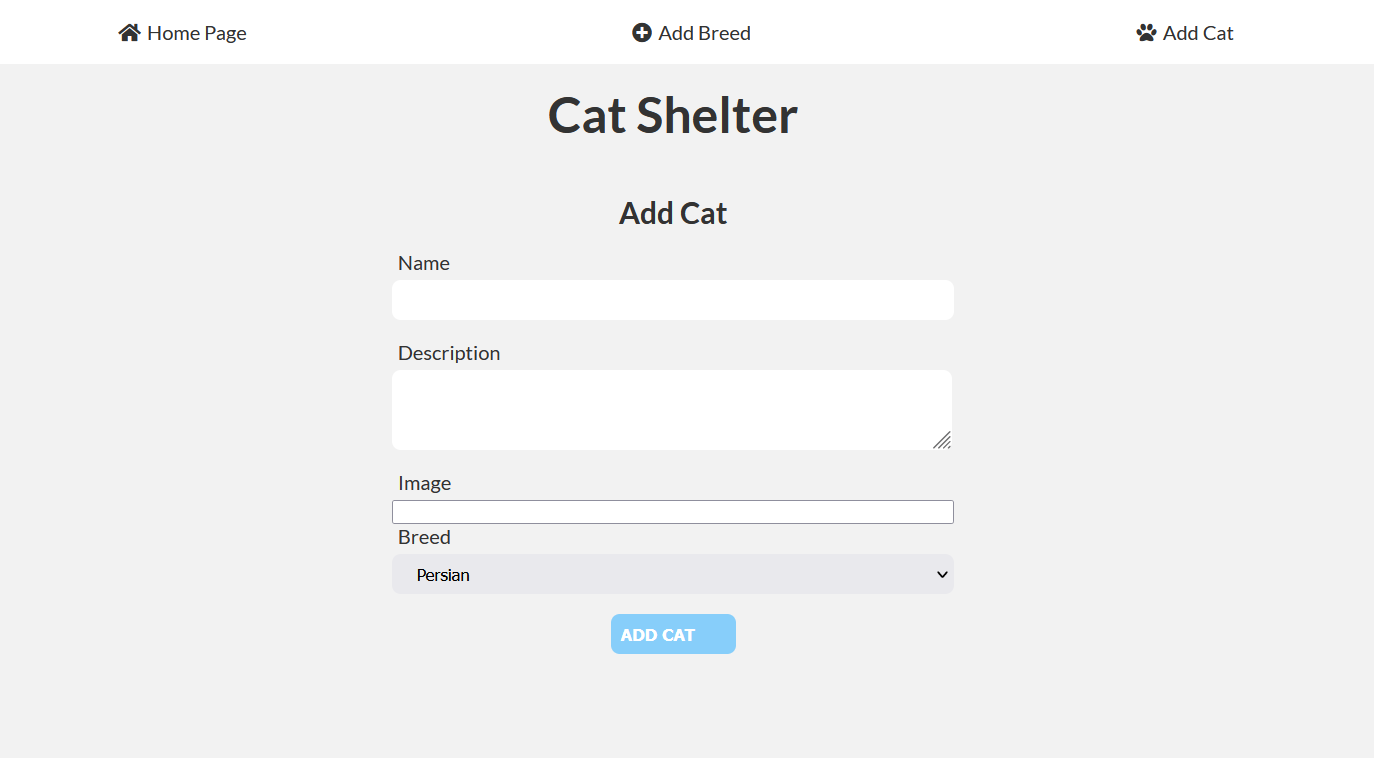 Home Page Add Breed Add Cat
Cat Shelter
Add Cat
Name
Description
Image
Breed
Persian
ADD CAT